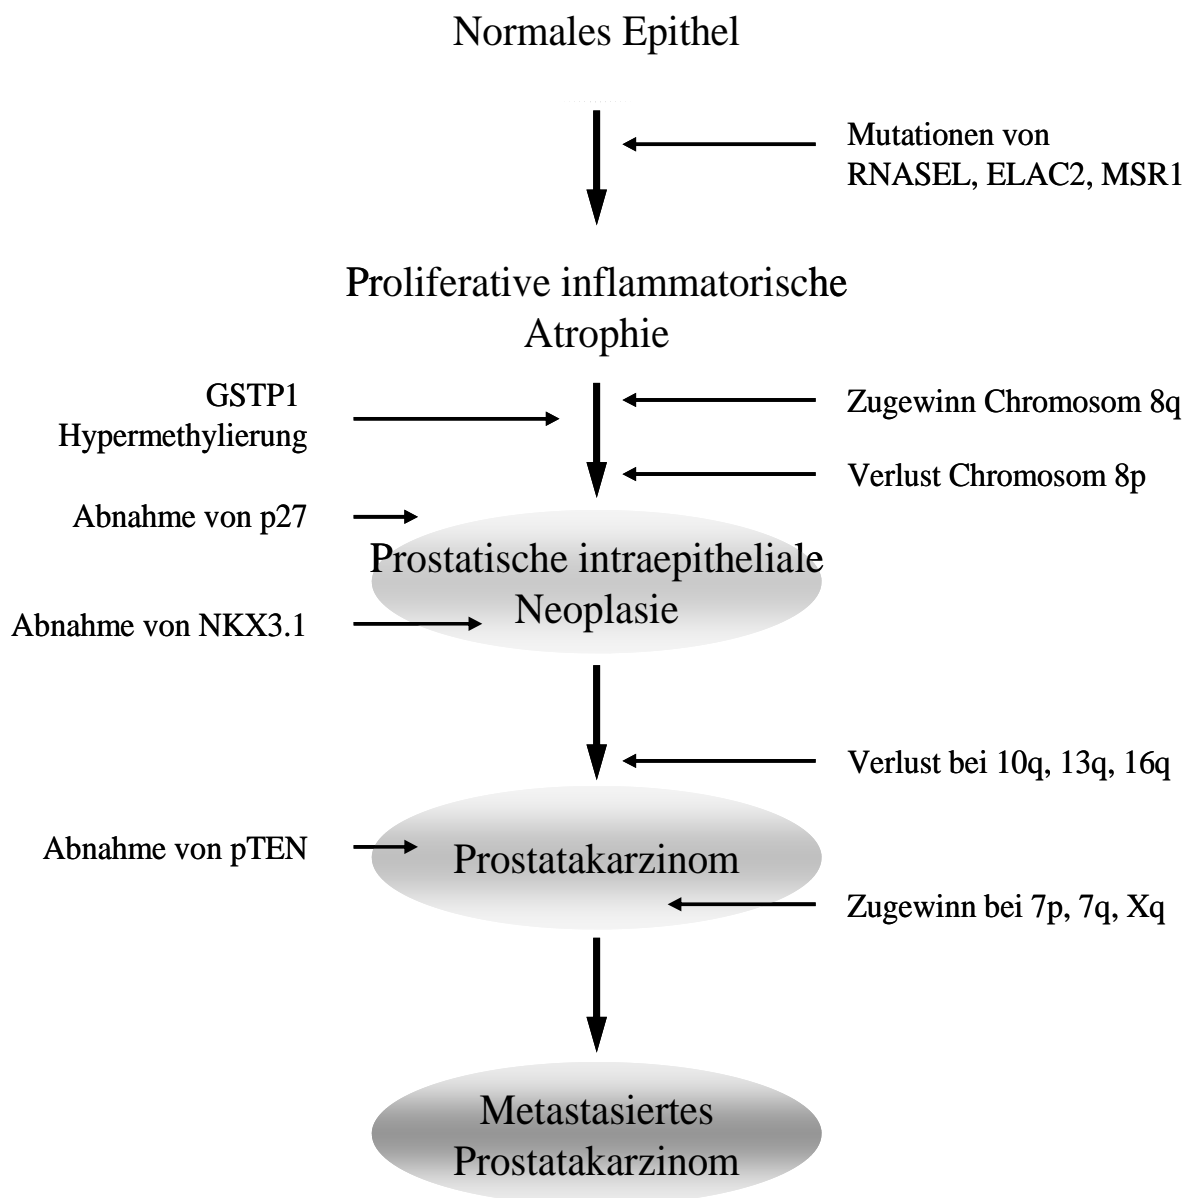 Normales Epithel
Mutationen von
RNASEL, ELAC2, MSR1
Proliferative inflammatorische
Atrophie
GSTP1
Hypermethylierung
Zugewinn Chromosom 8q
Verlust Chromosom 8p
Abnahme von p27
Prostatische intraepitheliale
Neoplasie
Abnahme von NKX3.1
Verlust bei 10q, 13q, 16q
Abnahme von pTEN
Prostatakarzinom
Zugewinn bei 7p, 7q, Xq
Metastasiertes
Prostatakarzinom